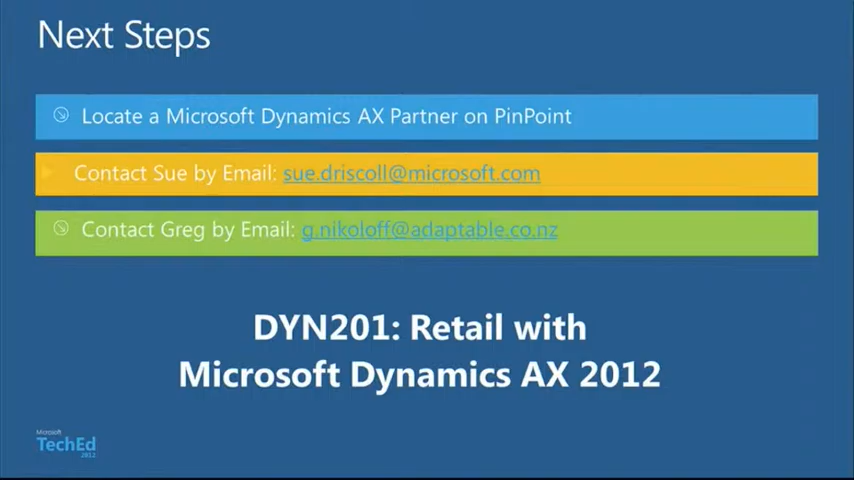 Next Steps
Locate a Microsoft Dynamics AX Partner on PinPoint
Contact Sue by Email: sue.driscoll@microsoft.com
Contact Greg by Email: g.nikoloff@adaptable.co.nz
DYN201: Retail with
Microsoft Dynamics AX 2012
Microsoft
TechEd
2012